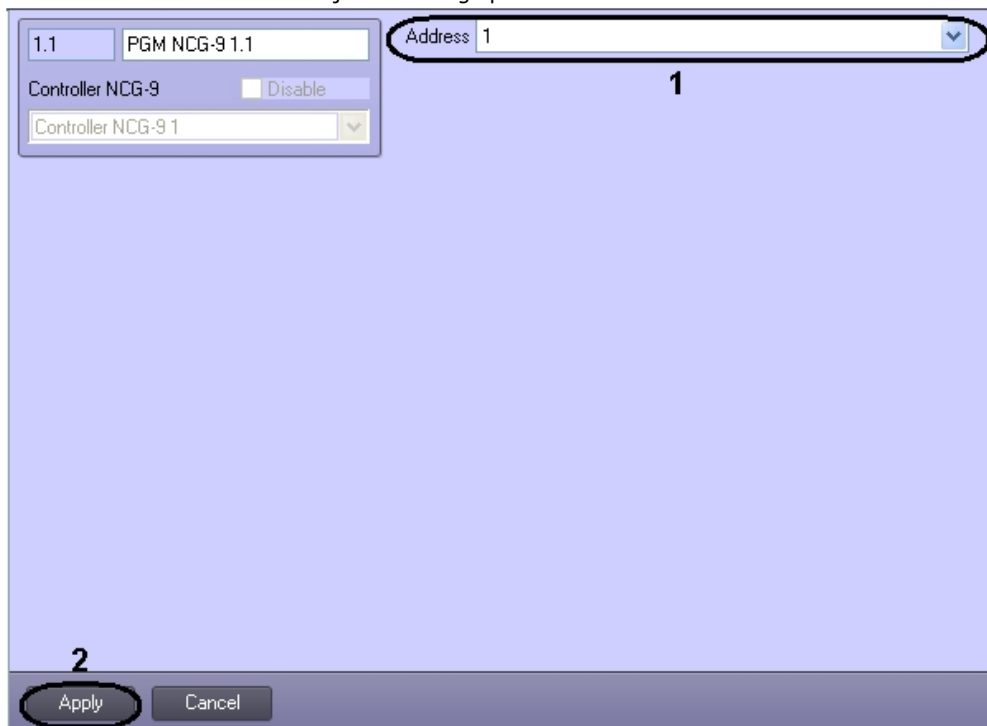 1.1 PGM NCG-9 1.1
Address 1
1
Controller NCG-9 Disable
Controller NCG-9 1
2
Apply Cancel